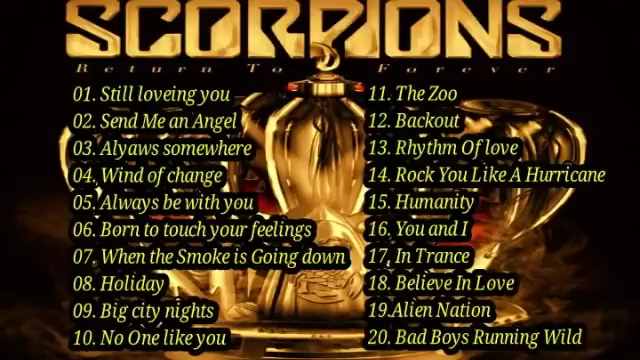 SCORPIONS
Return To Forever
01. Still loveing you
02. Send Me an Angel
03. Alyaws somewhere
04. Wind of change
05. Always be with you
06. Born to touch your feelings
07. When the Smoke is Going down
08. Holiday
09. Big city nights
10. No One like you
11. The Zoo
12. Backout
13. Rhythm Of love
14. Rock You Like A Hurricane
15. Humanity
16. You and I
17, In Trance
18. Believe In Love
19.Alien Nation
20. Bad Boys Running Wild